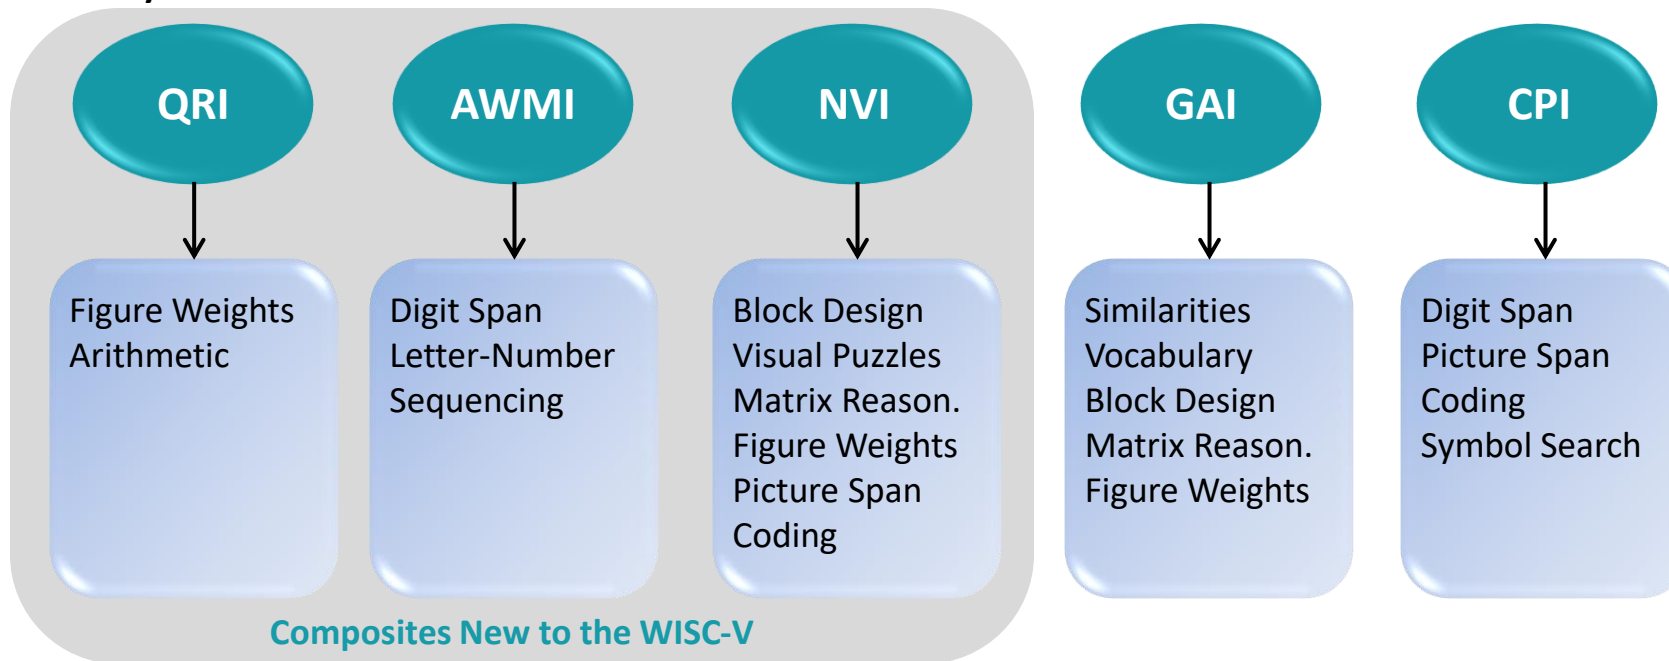 QRI
AWMI
NVI
GAI
CPI
Figure Weights
Arithmetic
Digit Span
Letter-Number
Sequencing
Block Design
Visual Puzzles
Matrix Reason.
Figure Weights
Picture Span
Coding
Similarities
Vocabulary
Block Design
Matrix Reason.
Figure Weights
Digit Span
Picture Span
Coding
Symbol Search
Composites New to the WISC-V